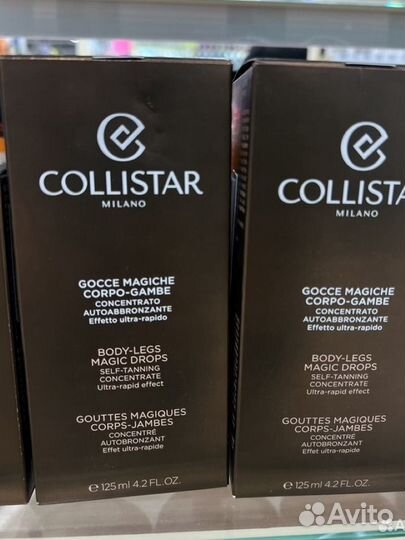 COLLISTAR
MILANO
GOCCE MAGICHE
CORPO-GAMBE
CONCENTRATO
AUTOABBRONZANTE
Effetto ultra-rapido
BODY-LEGS
MAGIC DROPS
SELF-TANNING
CONCENTRATE
Ultra-rapid effect
GOUTTES MAGIQUES
CORPS-JAMBES
CONCENTRÉ
AUTOBRONZANT
Effet ultra-rapide
℮ 125 ml 4.2 FL.OZ.
COLLISTA
MILANO
GOCCE MAGICHE
CORPO-GAMBE
CONCENTRATO
AUTOABBRONZANTE
Effetto ultra-rapido
BODY-LEGS
MAGIC DROPS
SELF-TANNING
CONCENTRATE
Ultra-rapid effect
GOUTTES MAGIQUES
CORPS-JAMBES
CONCENTRÉ
AUTOBRONZANT
Effet ultra-rapide
℮ 125 ml 4.2 FL.OZ.
Avito